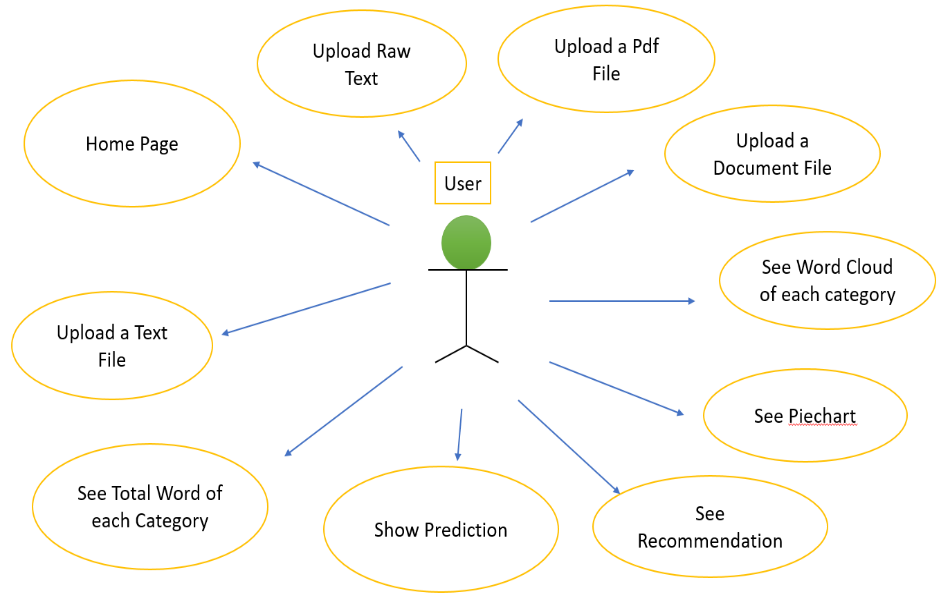 Upload Raw
Text
Upload a Pdf
File
Home Page
Upload a
Document File
User
See Word Cloud
of each category
Upload a Text
File
See Piechart
See Total Word of
each Category
Show Prediction
See
Recommendation